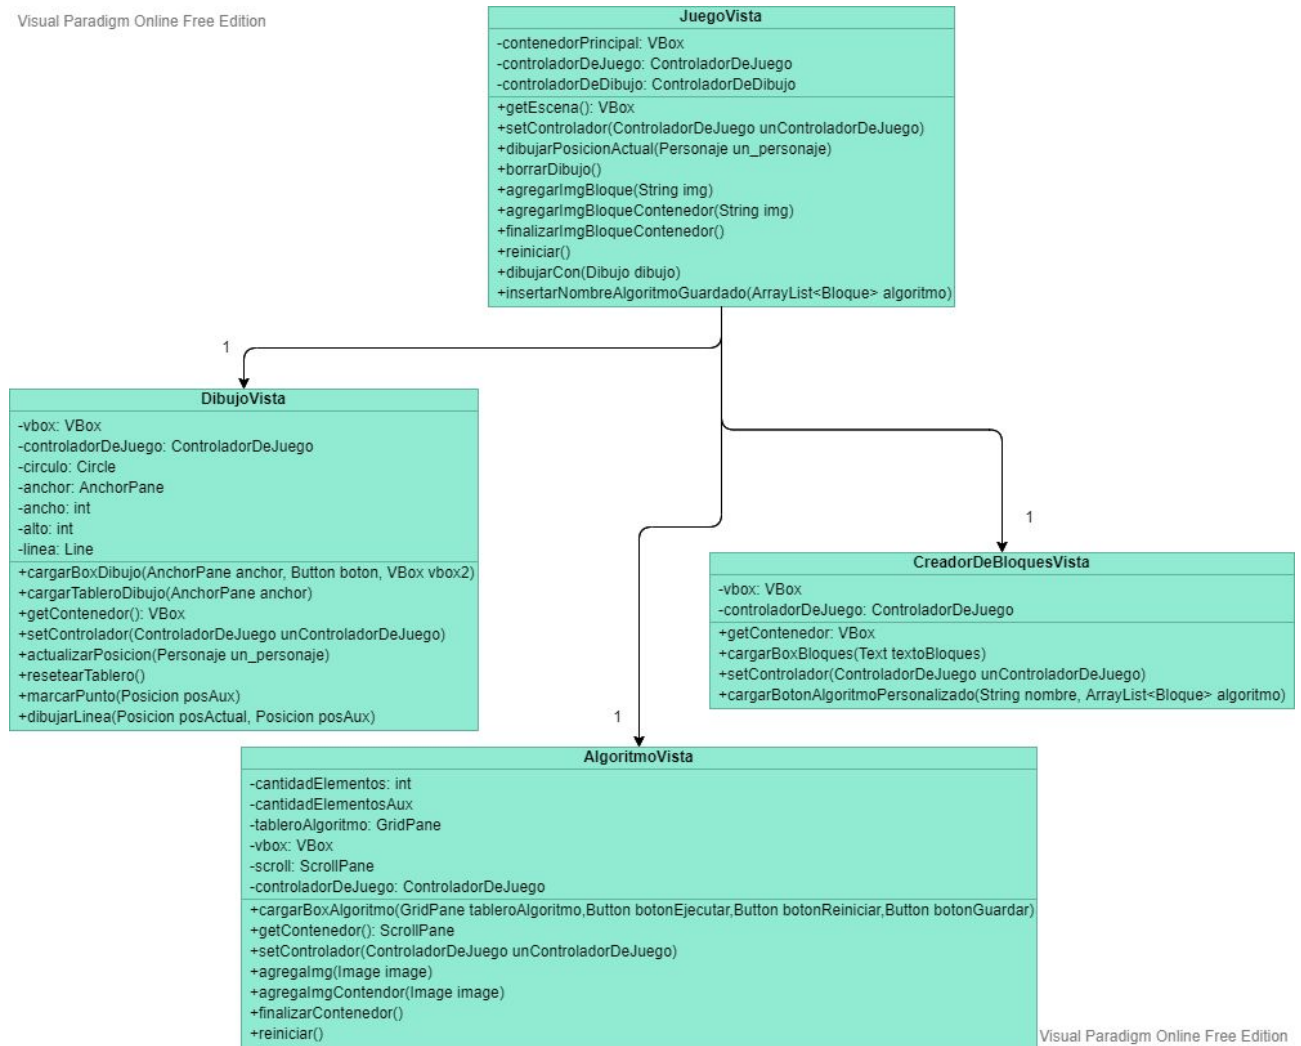 Visual Paradigm Online Free Edition
JuegoVista
-contenedorPrincipal: VBox
-controladorDeJuego: ControladorDeJuego
-controladorDeDibujo: ControladorDeDibujo
+getEscena(): VBox
+setControlador(ControladorDeJuego unControladorDeJuego)
+dibujarPosicionActual(Personaje un_personaje)
+borrarDibujo()
+agregarImgBloque(String img)
+agregarImgBloqueContenedor(String img)
+finalizarImgBloqueContenedor()
+reiniciar()
+dibujarCon(Dibujo dibujo)
+insertarNombreAlgoritmoGuardado(ArrayList<Bloque> algoritmo)
1
DibujoVista
-vbox: VBox
-controladorDeJuego: ControladorDeJuego
-circulo: Circle
-anchor: AnchorPane
-ancho: int
-alto: int
-linea: Line
+cargarBoxDibujo(AnchorPane anchor, Button boton, VBox vbox2)
+cargarTableroDibujo(AnchorPane anchor)
+getContenedor(): VBox
+setControlador(ControladorDeJuego unControladorDeJuego)
+actualizarPosicion(Personaje un_personaje)
+resetearTablero()
+marcarPunto(Posicion posAux)
+dibujarLinea(Posicion posActual, Posicion posAux)
1
CreadorDeBloquesVista
-vbox: VBox
-controladorDeJuego: ControladorDeJuego
+getContenedor: VBox
+cargarBoxBloques(Text textoBloques)
+setControlador(ControladorDeJuego unControladorDeJuego)
+cargarBotonAlgoritmoPersonalizado(String nombre, ArrayList<Bloque> algoritmo)
1
AlgoritmoVista
-cantidadElementos: int
-cantidadElementosAux
-tableroAlgoritmo: GridPane
-vbox: VBox
-scroll: ScrollPane
-controladorDeJuego: ControladorDeJuego
+cargarBoxAlgoritmo(GridPane tableroAlgoritmo,Button botonEjecutar,Button botonReiniciar,Button botonGuardar)
+getContenedor(): ScrollPane
+setControlador(ControladorDeJuego unControladorDeJuego)
+agregaImg(Image image)
+agregaImgContendor(Image image)
+finalizarContenedor()
+reiniciar()
Visual Paradigm Online Free Edition